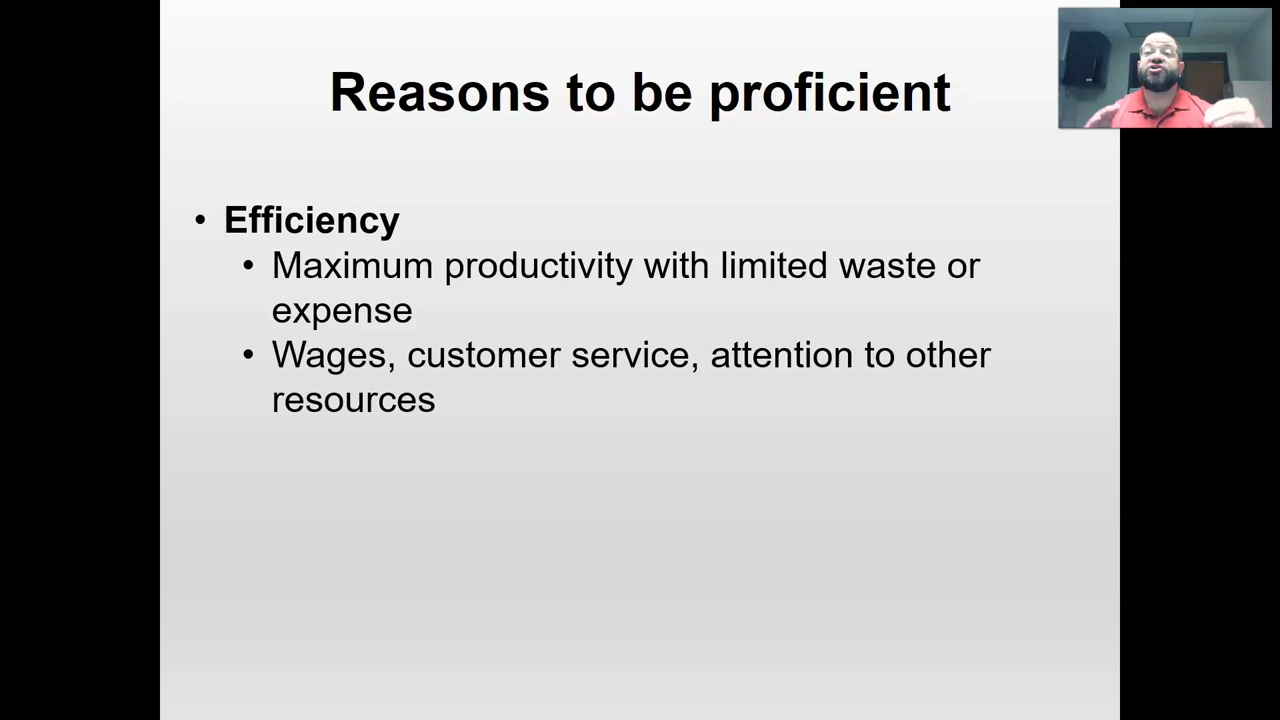 Reasons to be proficient
• Efficiency
• Maximum productivity with limited waste or
expense
• Wages, customer service, attention to other
resources